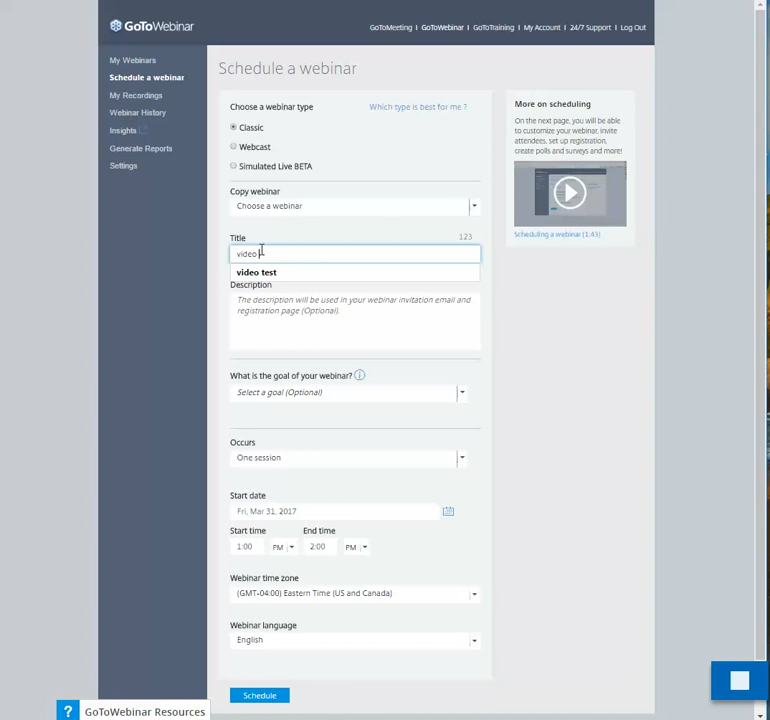 GoToWebinar
GoToMeeting | GoToWebinar | GoToTraining | My Account | 24/7 Support | Log Out
My Webinars
Schedule a webinar
My Recordings
Webinar History
Insights
Generate Reports
Settings
Schedule a webinar
Choose a webinar type
Which type is best for me ?
Classic
Webcast
Simulated Live BETA
Copy webinar
Choose a webinar
Title
123
video
video test
Description
The description will be used in your webinar invitation email and
registration page (Optional).
What is the goal of your webinar?
Select a goal (Optional)
Occurs
One session
Start date
Fri, Mar 31, 2017
Start time End time
1:00 PM 2:00 PM
Webinar time zone
(GMT-04:00) Eastern Time (US and Canada)
Webinar language
English
Schedule
More on scheduling
On the next page, you will be able
to customize your webinar, invite
attendees, set up registration,
create polls and surveys and more!
Scheduling a webinar (1:43)
? GoToWebinar Resources